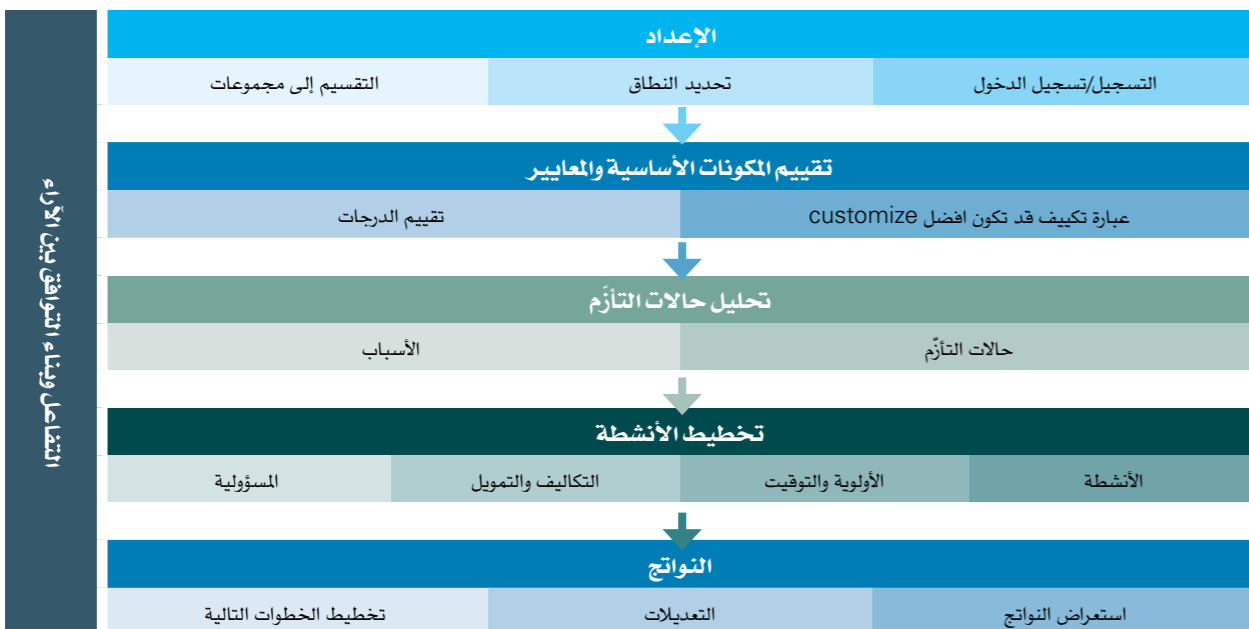 التفاعل وبناء التوافق بين الآراء
الإعداد
التسجيل/تسجيل الدخول
تحديد النطاق
التقسيم إلى مجموعات
تقييم المكونات الأساسية والمعايير
عبارة تكييف قد تكون افضل customize
تقييم الدرجات
تحليل حالات التأزّم
حالات التأزّم
الأسباب
تخطيط الأنشطة
الأنشطة
الأولوية والتوقيت
التكاليف والتمويل
المسؤولية
النواتج
استعراض النواتج
التعديلات
تخطيط الخطوات التالية